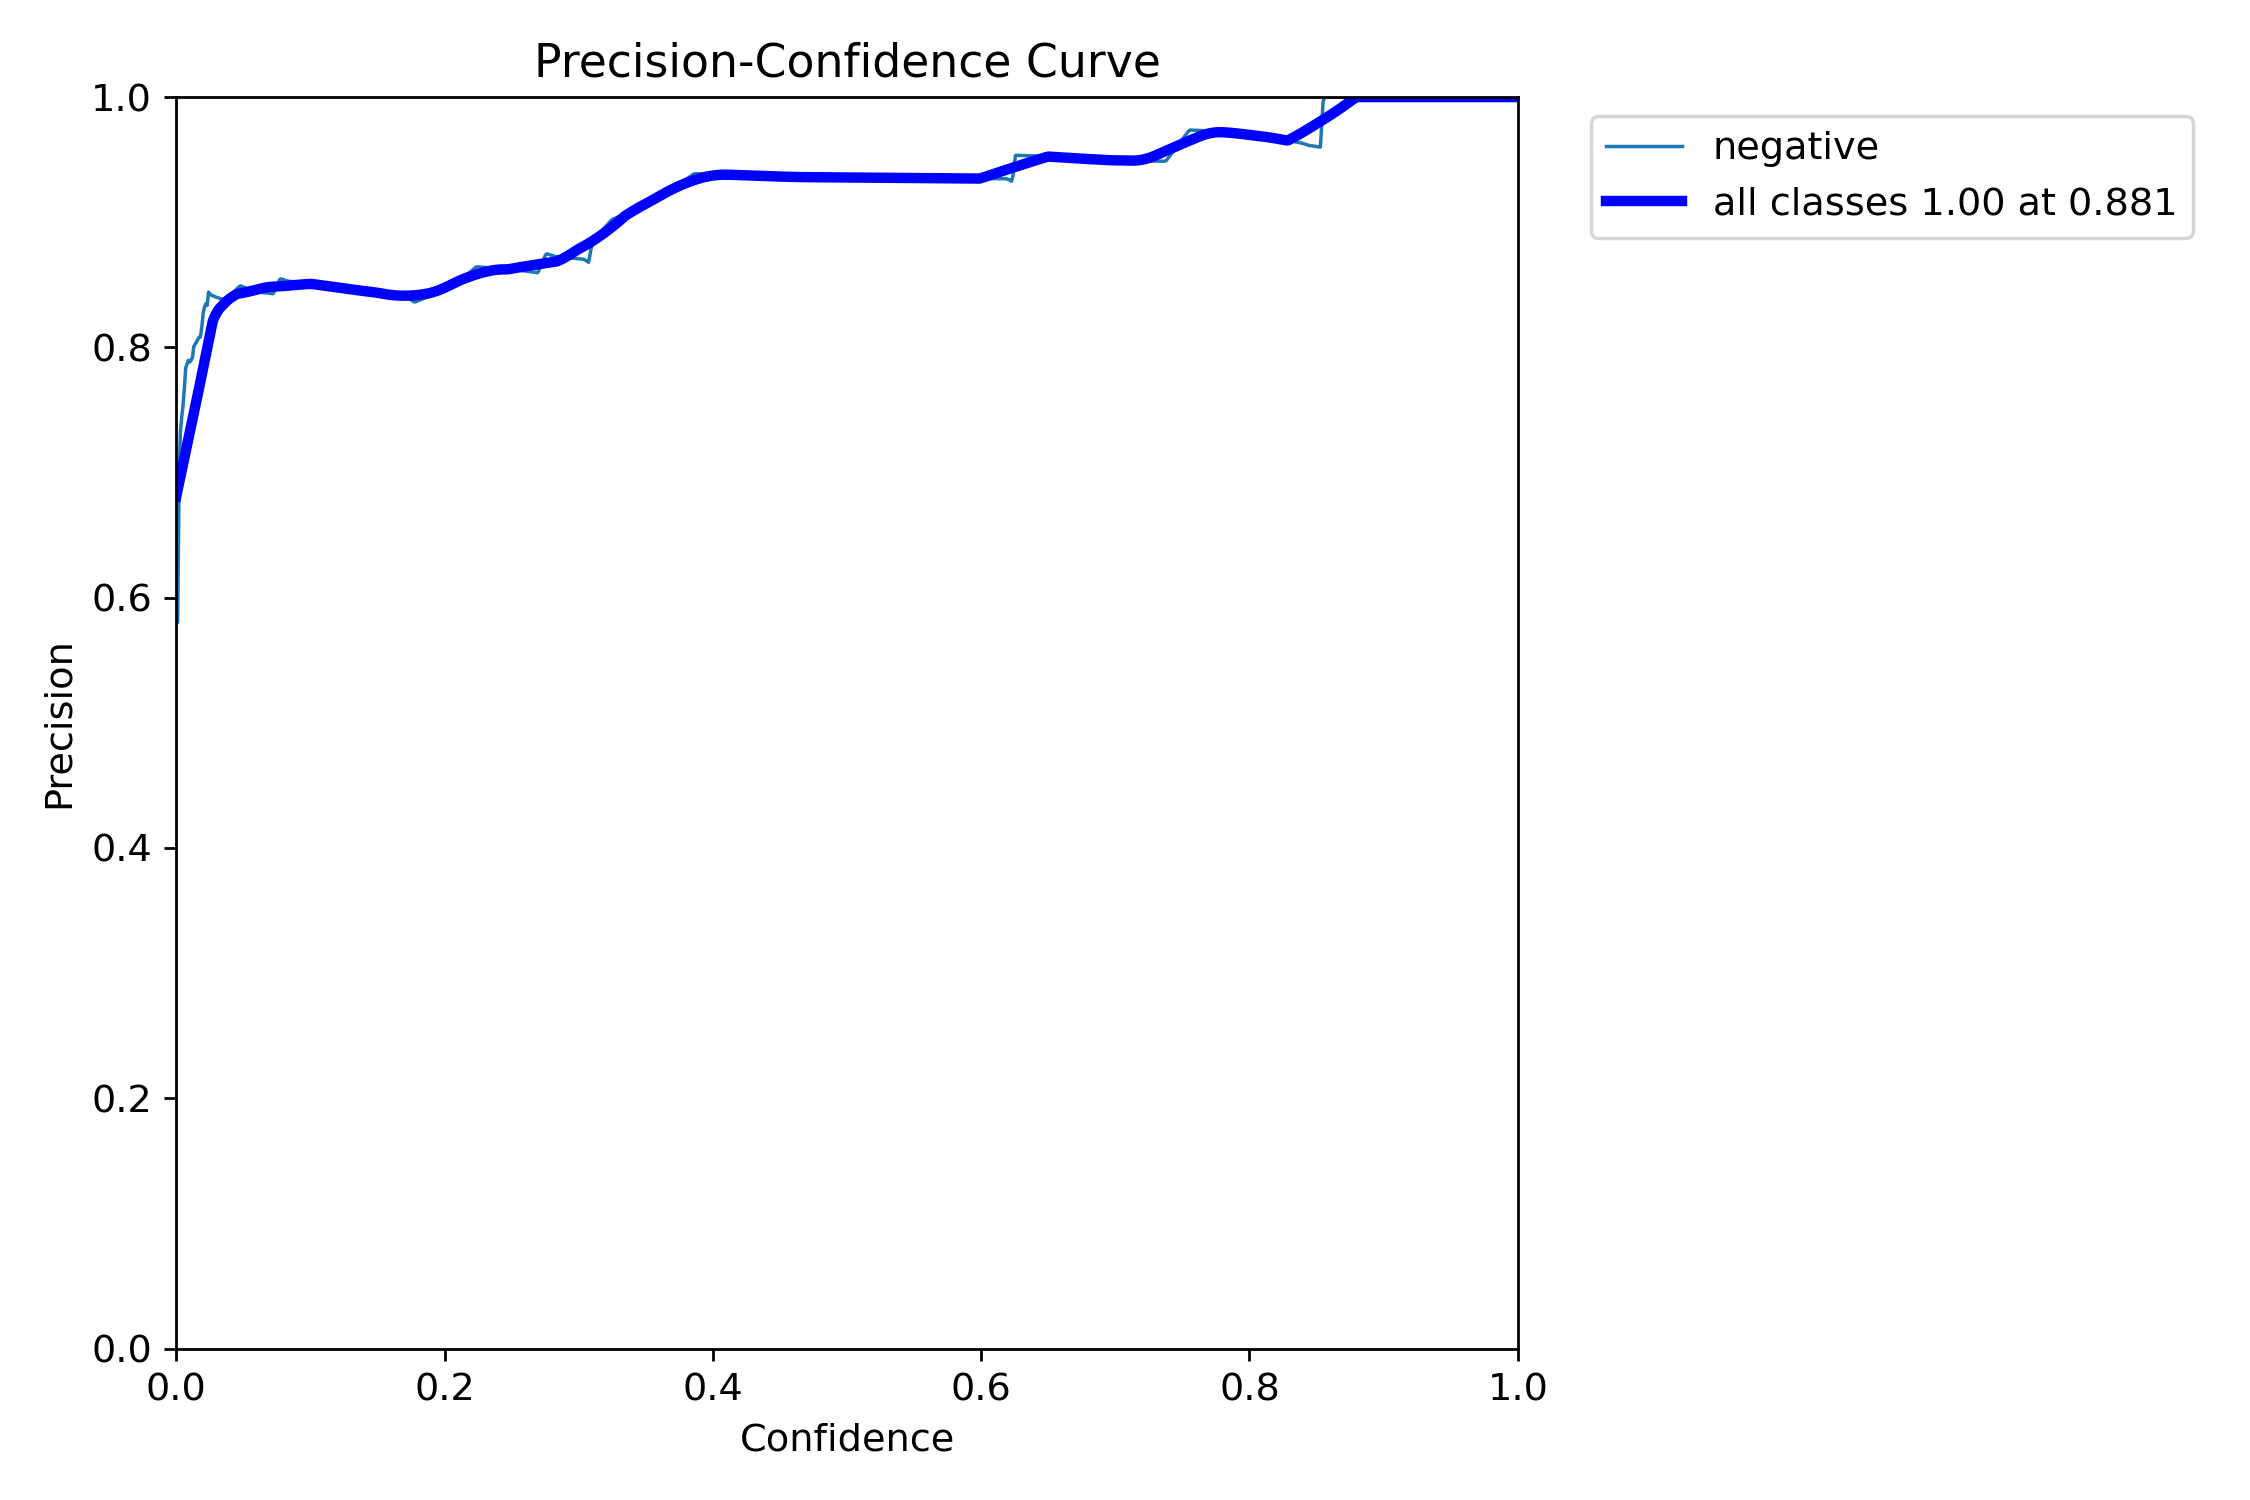 Precision-Confidence Curve
1.0
0.8
0.6
0.4
0.2
0.0
Precision
0.0 0.2 0.4 0.6 0.8 1.0
Confidence
negative
all classes 1.00 at 0.881